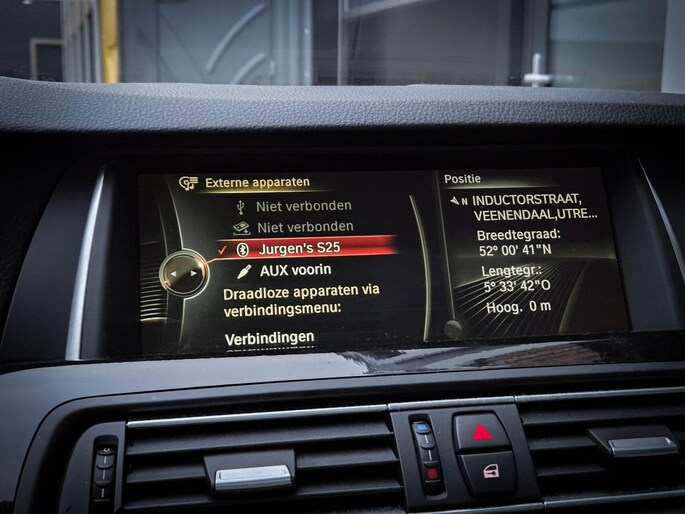 Externe apparaten
Niet verbonden
Niet verbonden
Jurgen's S25
AUX voorin
Draadloze apparaten via
verbindingsmenu:
Verbindingen
Positie
N INDUCTORSTRAAT,
VEENENDAAL,UTRE...
Breedtegraad:
52° 00' 41"N
Lengtegr.:
5° 33' 42"O
Hoog. 0 m